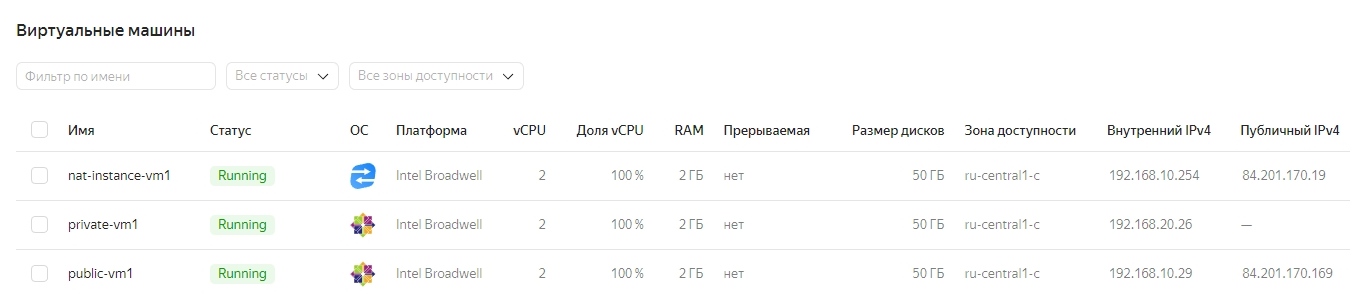 Виртуальные машины
Фильтр по имени Все статусы Все зоны доступности
Имя Статус ОС Платформа vCPU Доля vCPU RAM Прерываемая Размер дисков Зона доступности Внутренний IPv4 Публичный IPv4
nat-instance-vm1 Running Intel Broadwell 2 100 % 2 ГБ нет 50 ГБ ru-central1-c 192.168.10.254 84.201.170.19
private-vm1 Running Intel Broadwell 2 100 % 2 ГБ нет 50 ГБ ru-central1-c 192.168.20.26 —
public-vm1 Running Intel Broadwell 2 100 % 2 ГБ нет 50 ГБ ru-central1-c 192.168.10.29 84.201.170.169